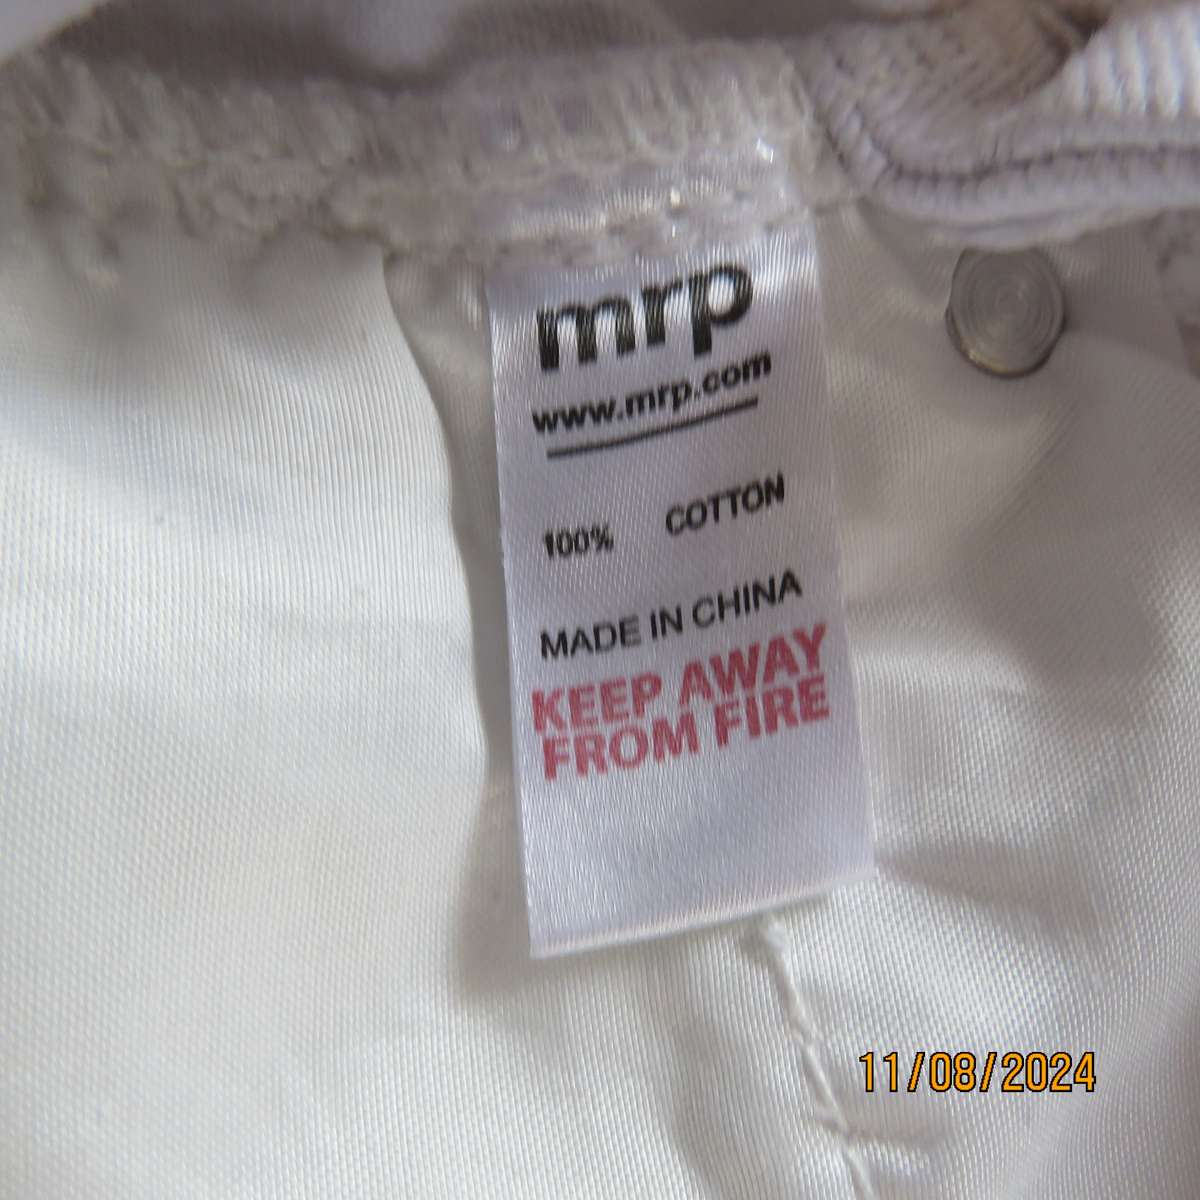 mrp
www.mrp.com
100% COTTON
MADE IN CHINA
KEEP AWAY
FROM FIRE
11/08/2024